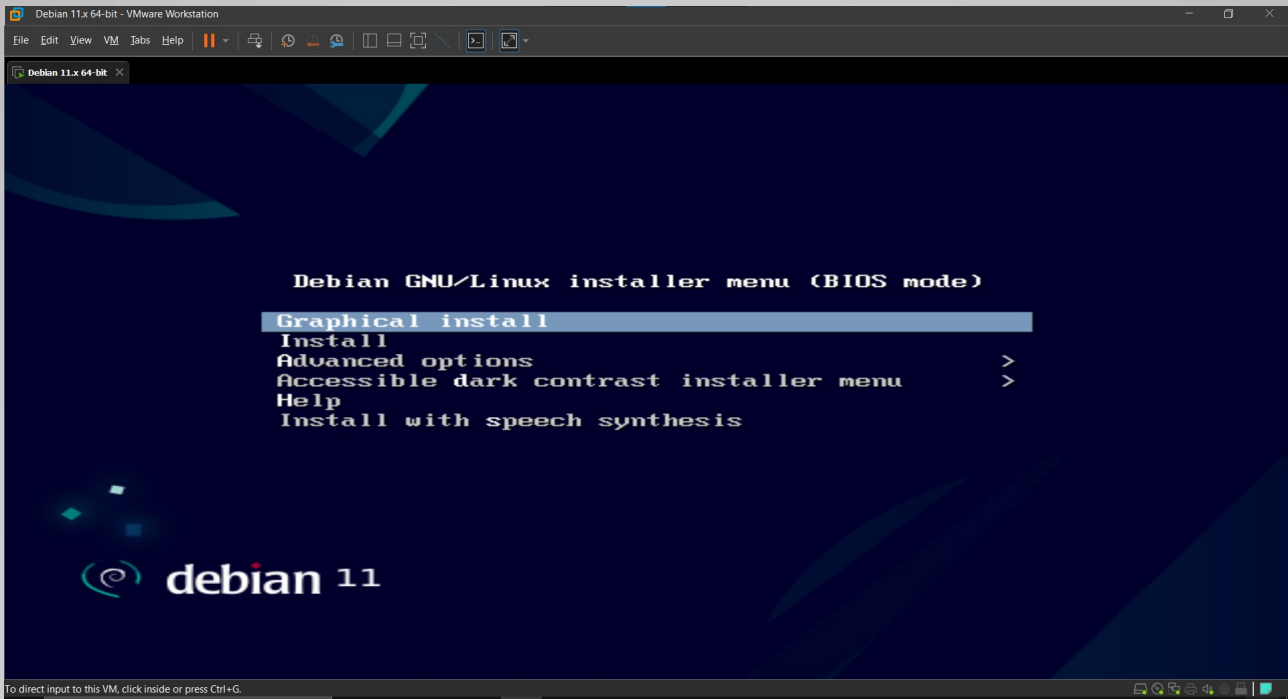 Debian 11.x 64-bit - VMware Workstation
File Edit View VM Tabs Help
Debian 11.x 64-bit
Debian GNU/Linux installer menu (BIOS mode)
Graphical install
Install
Advanced options >
Accessible dark contrast installer menu >
Help
Install with speech synthesis
debian 11
To direct input to this VM, click inside or press Ctrl+G.